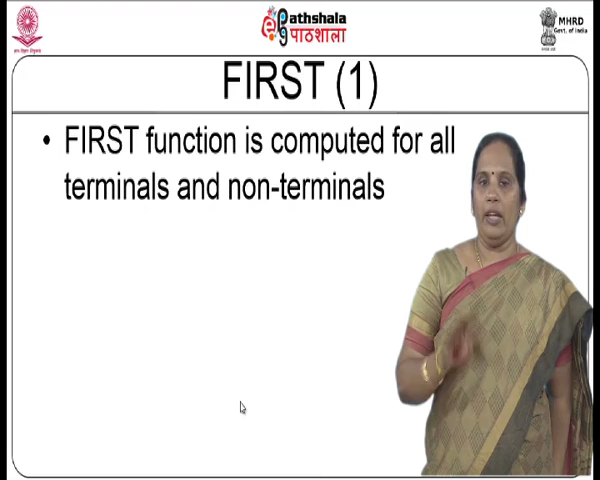 Pathshala
पाठशाला
MHRD
Govt. of India
FIRST (1)
• FIRST function is computed for all
terminals and non-terminals